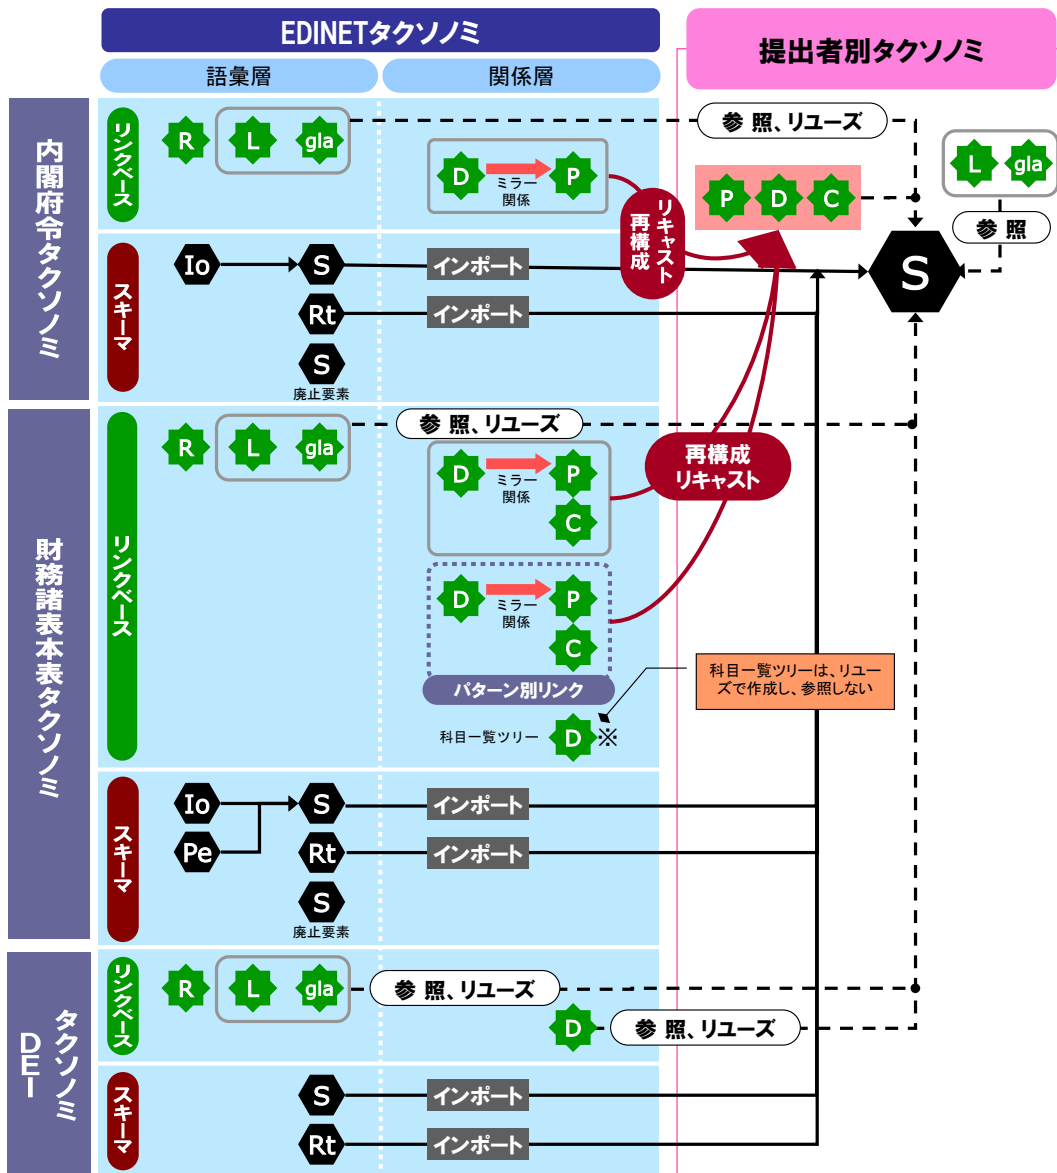 EDINETタクソノミ
提出者別タクソノミ
語彙層
関係層
内閣府令タクソノミ
リンクベース
R
L
gla
参照、リユーズ
D
ミラー
関係
P
リキャスト
再構成
P
D
C
L
gla
参照
S
スキーマ
Io
S
インポート
Rt
インポート
S
廃止要素
財務諸表本表タクソノミ
リンクベース
R
L
gla
参照、リユーズ
D
ミラー
関係
P
C
再構成
リキャスト
D
ミラー
関係
P
C
パターン別リンク
科目一覧ツリーは、リユー
ズで作成し、参照しない
科目一覧ツリー
D
※
スキーマ
Io
S
インポート
Pe
Rt
インポート
S
廃止要素
DEI
タクソノミ
リンクベース
R
L
gla
参照、リユーズ
D
参照、リユーズ
スキーマ
S
インポート
Rt
インポート